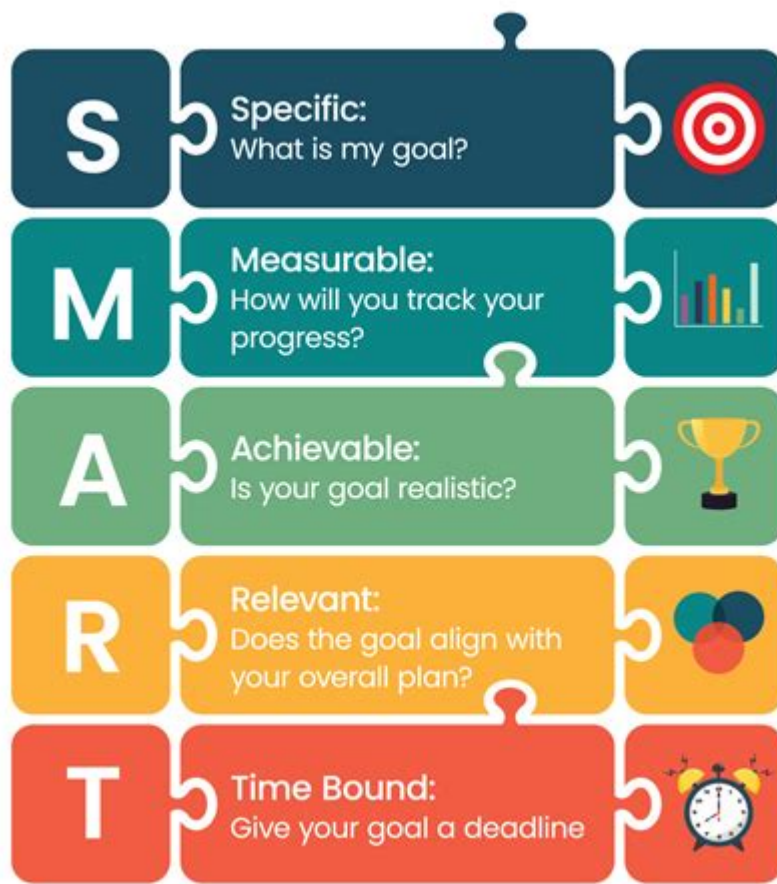 S
Specific:
What is my goal?
M
Measurable:
How will you track your
progress?
A
Achievable:
Is your goal realistic?
R
Relevant:
Does the goal align with
your overall plan?
T
Time Bound:
Give your goal a deadline